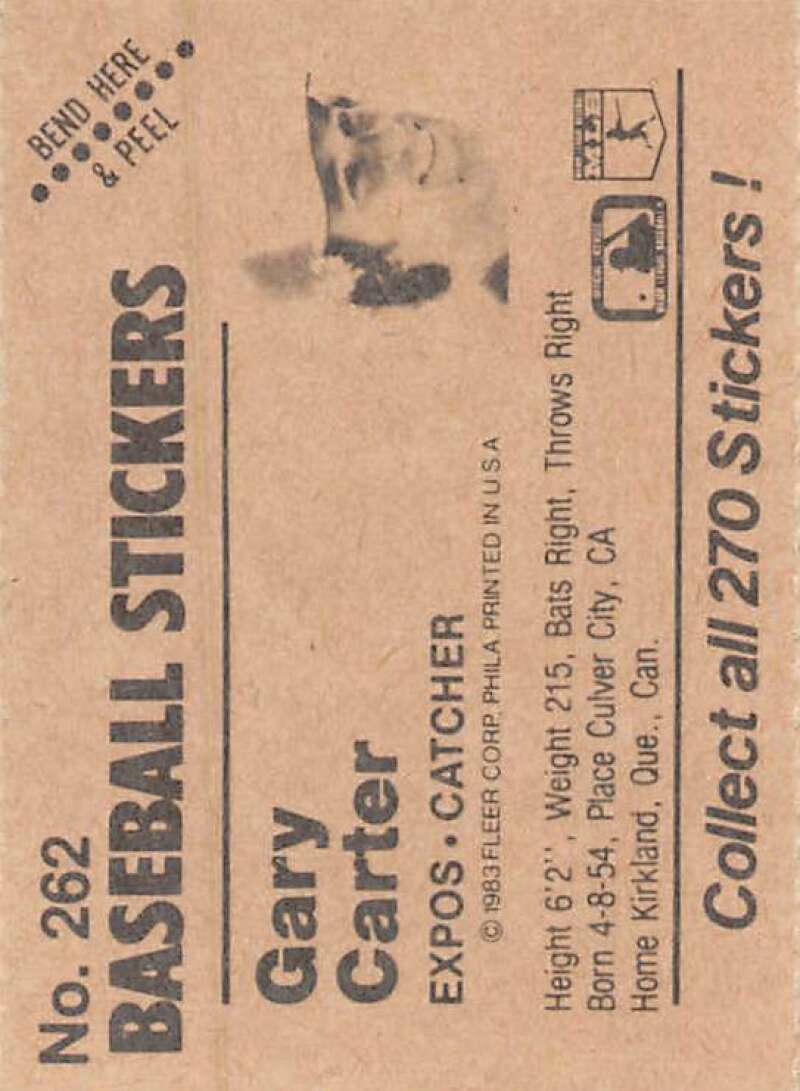 No. 262
BEND HERE
& PEEL
BASEBALL STICKERS
Gary
Carter
EXPOS • CATCHER
© 1983 FLEER CORP. PHILA. PRINTED IN U S A
Height 6'2'', Weight 215, Bats Right, Throws Right
Born 4-8-54, Place Culver City, CA
Home Kirkland, Que., Can.
Collect all 270 Stickers!